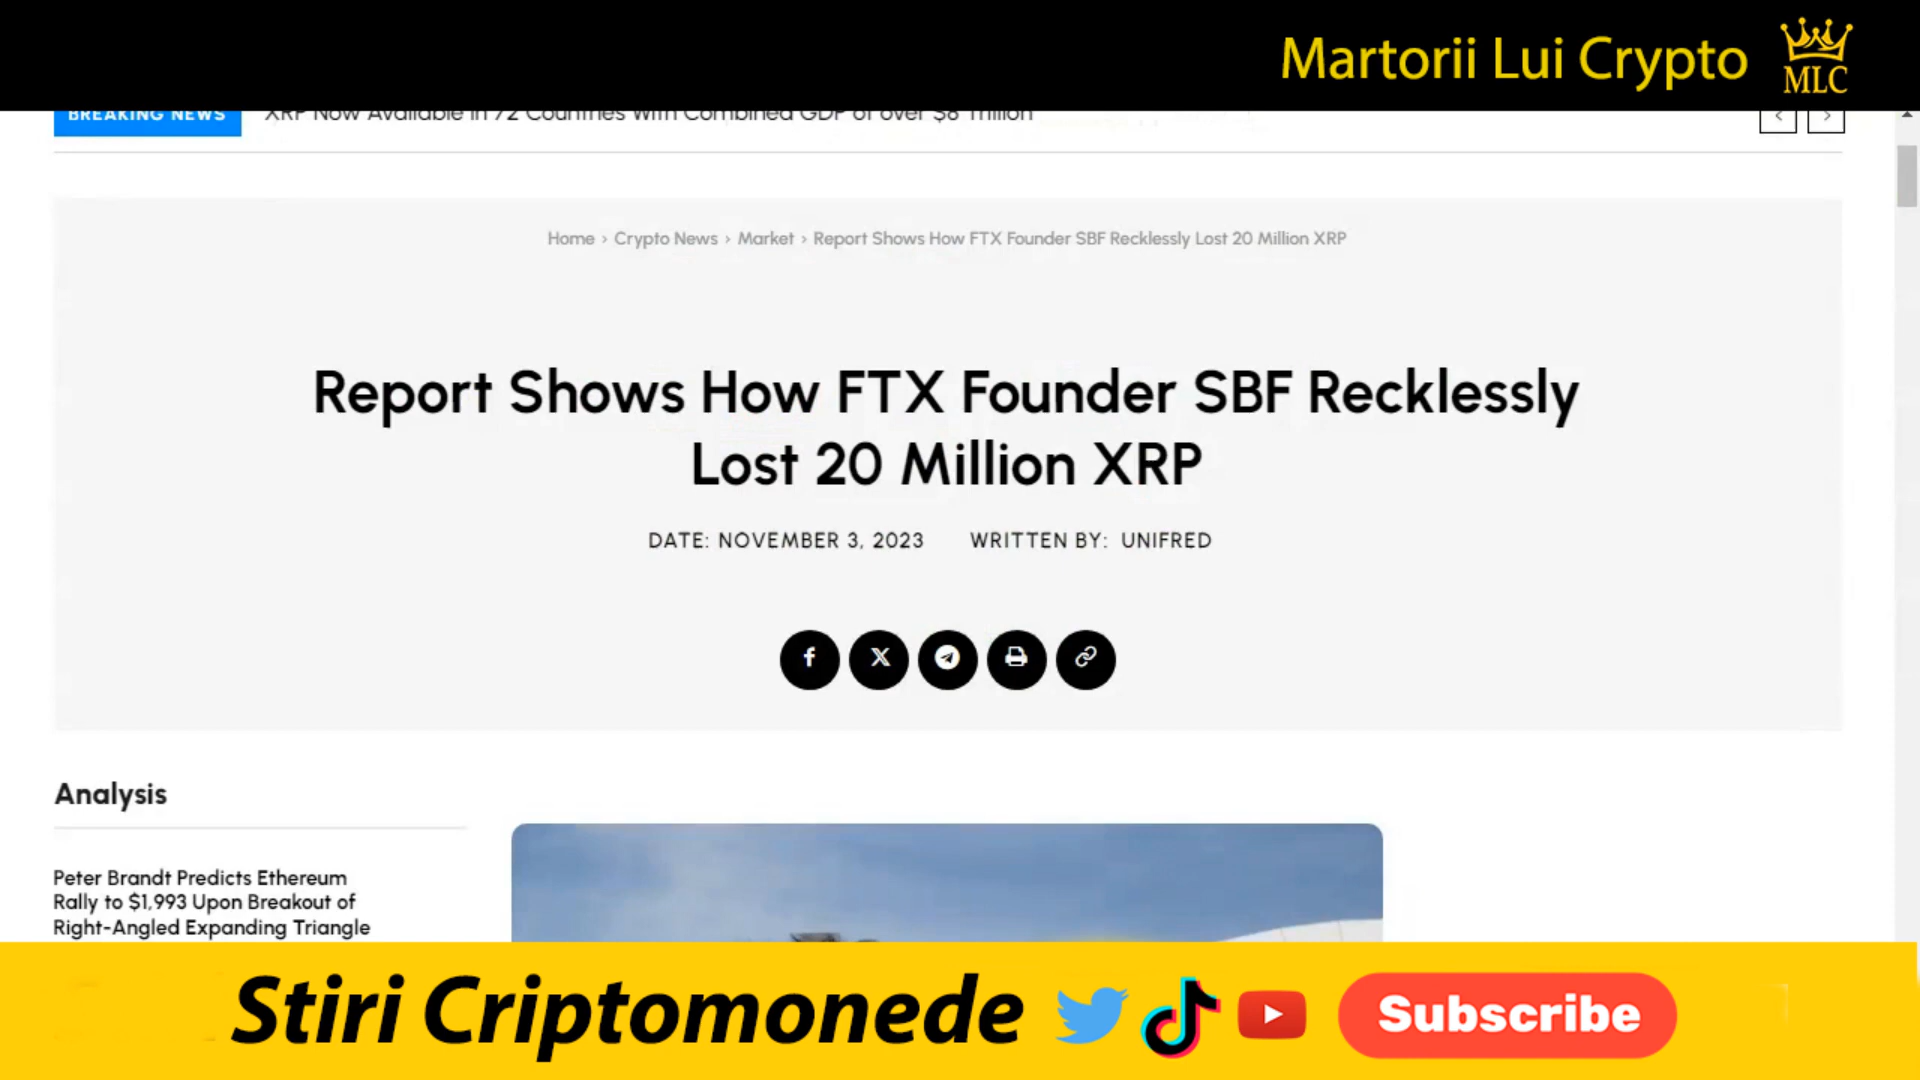 Martorii Lui Crypto
MLC
BREAKING NEWS
XRP Now Available in 72 Countries With Combined GDP of over $8 Trillion
Home › Crypto News › Market › Report Shows How FTX Founder SBF Recklessly Lost 20 Million XRP
Report Shows How FTX Founder SBF Recklessly
Lost 20 Million XRP
DATE: NOVEMBER 3, 2023 WRITTEN BY: UNIFRED
Analysis
Peter Brandt Predicts Ethereum
Rally to $1,993 Upon Breakout of
Right-Angled Expanding Triangle
Stiri Criptomonede
Subscribe